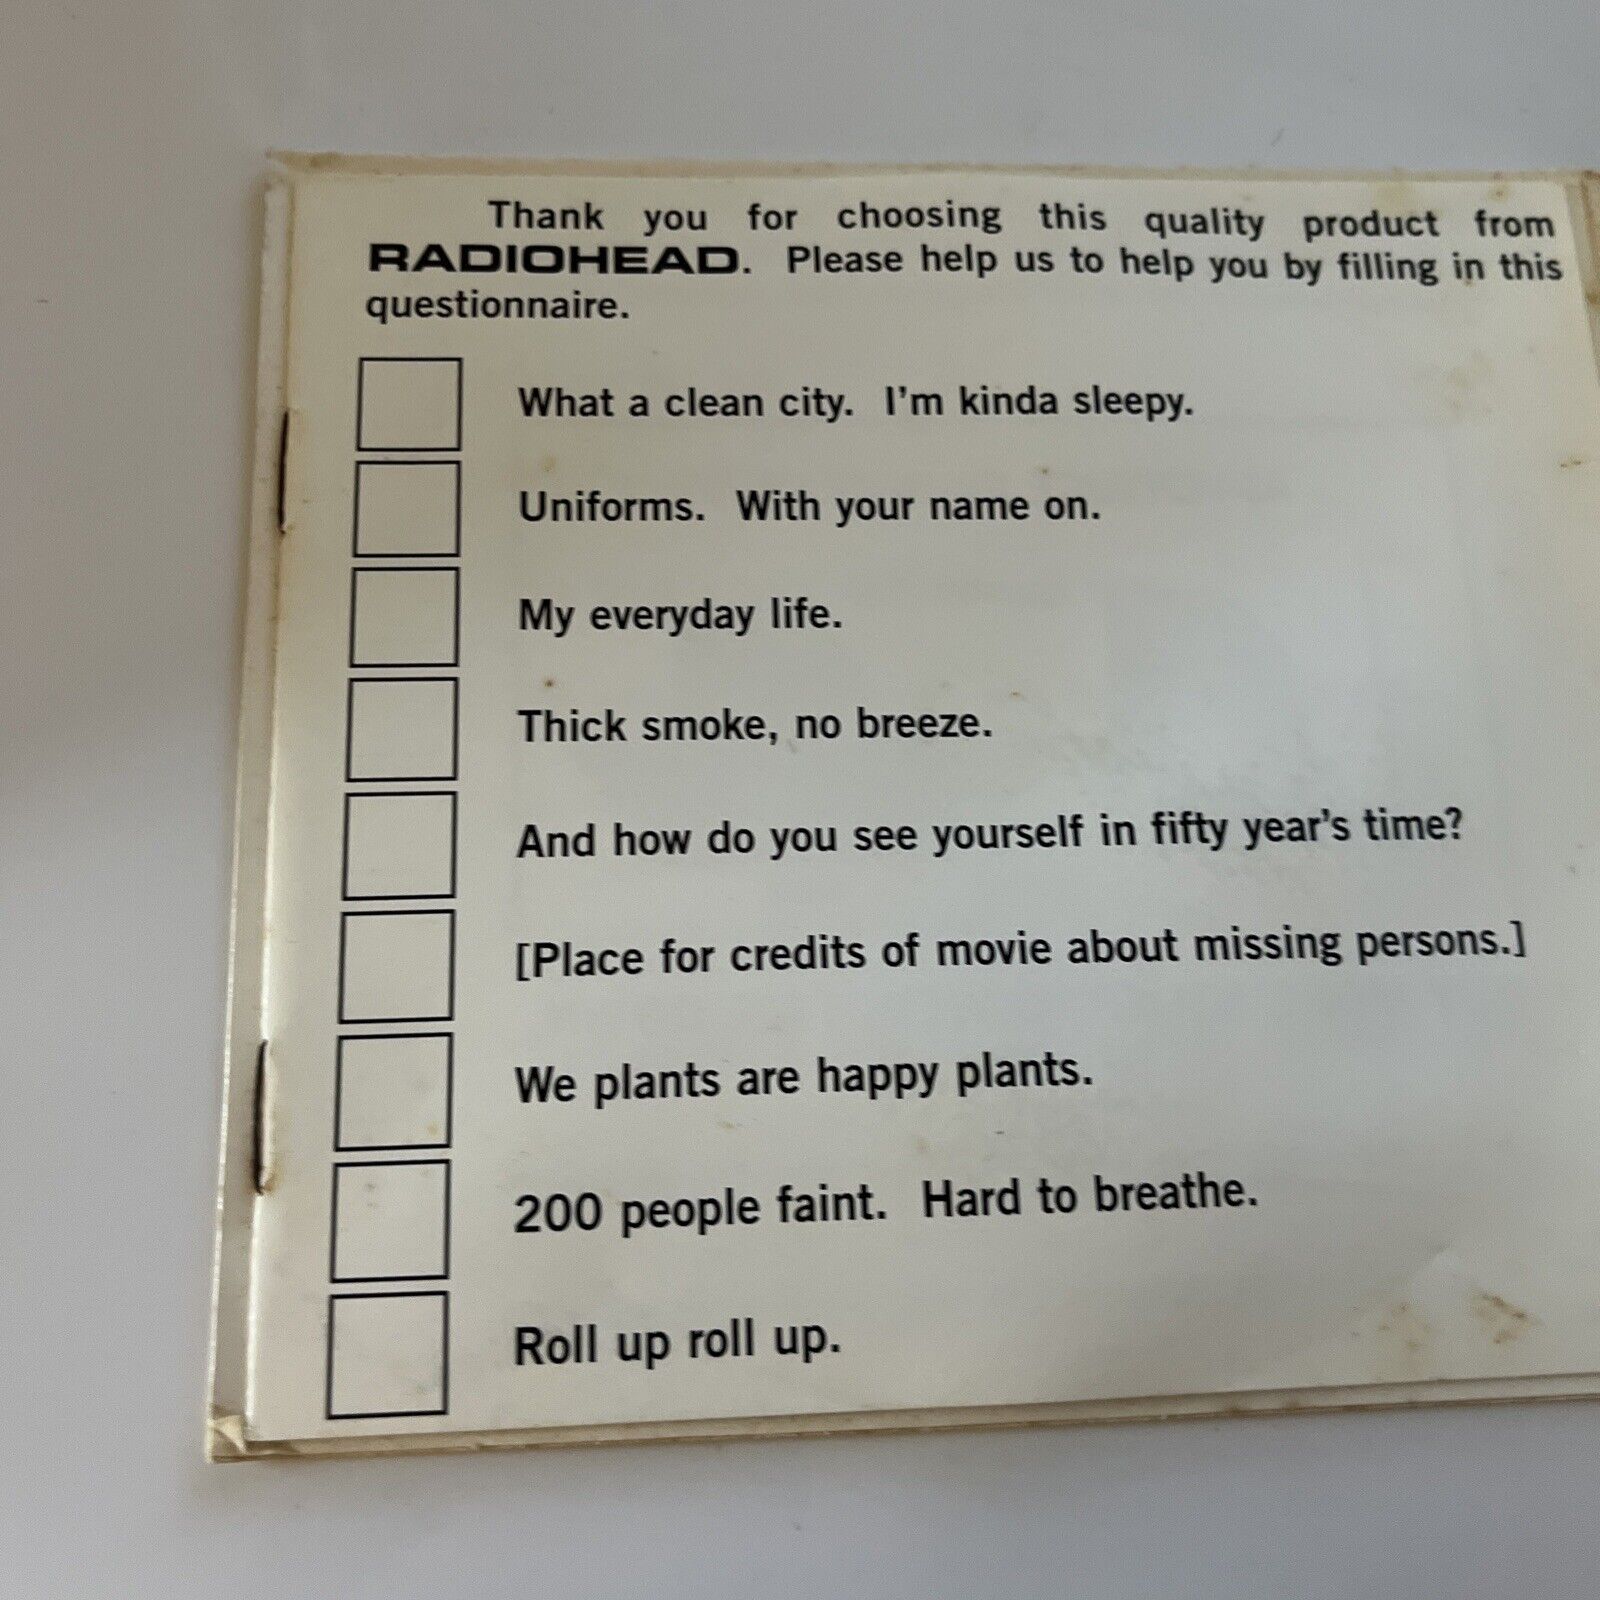 Thank you for choosing this quality product from
RADIOHEAD. Please help us to help you by filling in this
questionnaire.
What a clean city. I'm kinda sleepy.
Uniforms. With your name on.
My everyday life.
Thick smoke, no breeze.
And how do you see yourself in fifty year's time?
[Place for credits of movie about missing persons.]
We plants are happy plants.
200 people faint. Hard to breathe.
Roll up roll up.